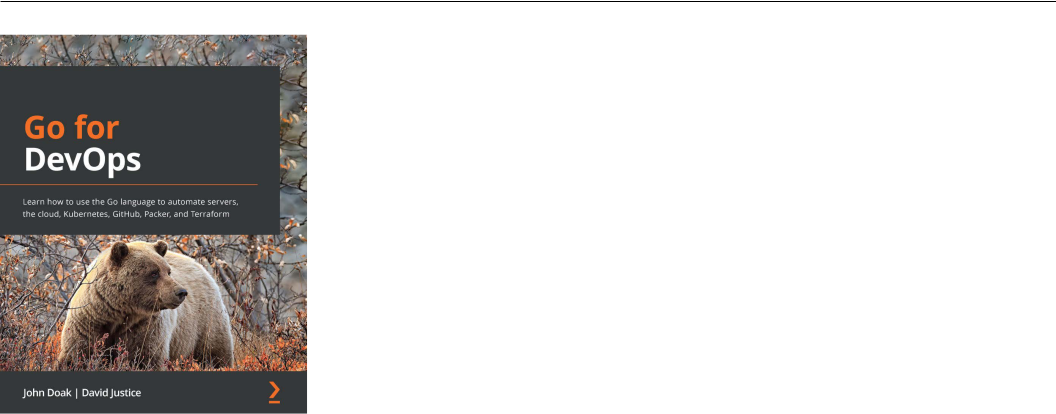 Go for
DevOps
Learn how to use the Go language to automate servers,
the cloud, Kubernetes, GitHub, Packer, and Terraform
John Doak | David Justice